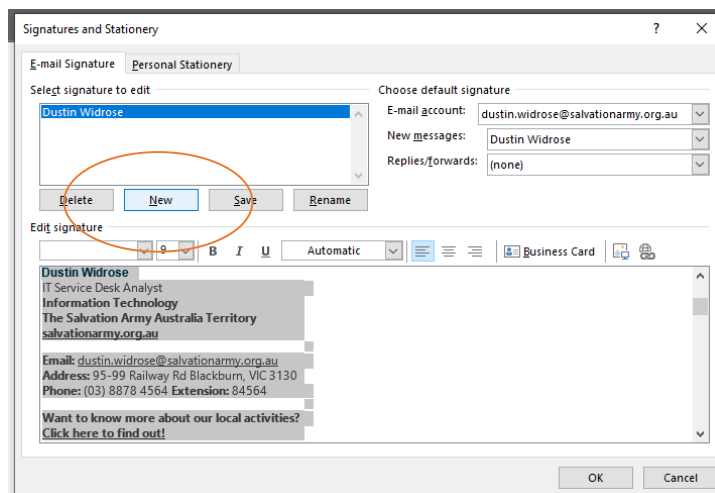 Signatures and Stationery
E-mail Signature Personal Stationery
Select signature to edit
Choose default signature
Dustin Widrose
E-mail account: dustin.widrose@salvationarmy.org.au
New messages: Dustin Widrose
Replies/forwards: (none)
Delete New Save Rename
Edit signature
9 B I U Automatic Business Card
Dustin Widrose
IT Service Desk Analyst
Information Technology
The Salvation Army Australia Territory
salvationarmy.org.au
Email: dustin.widrose@salvationarmy.org.au
Address: 95-99 Railway Rd Blackburn, VIC 3130
Phone: (03) 8878 4564 Extension: 84564
Want to know more about our local activities?
Click here to find out!
OK Cancel